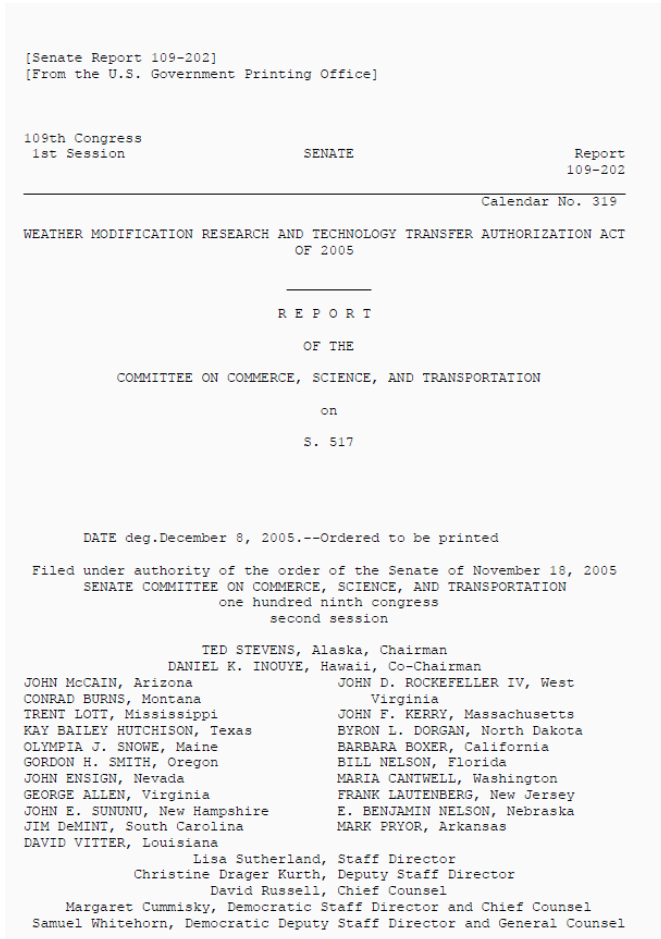 [Senate Report 109-202]
[From the U.S. Government Printing Office]
109th Congress
1st Session SENATE Report
109-202
Calendar No. 319
WEATHER MODIFICATION RESEARCH AND TECHNOLOGY TRANSFER AUTHORIZATION ACT
OF 2005
R E P O R T
OF THE
COMMITTEE ON COMMERCE, SCIENCE, AND TRANSPORTATION
on
S. 517
DATE deg.December 8, 2005.--Ordered to be printed
Filed under authority of the order of the Senate of November 18, 2005
SENATE COMMITTEE ON COMMERCE, SCIENCE, AND TRANSPORTATION
one hundred ninth congress
second session
TED STEVENS, Alaska, Chairman
DANIEL K. INOUYE, Hawaii, Co-Chairman
JOHN McCAIN, Arizona JOHN D. ROCKEFELLER IV, West
CONRAD BURNS, Montana Virginia
TRENT LOTT, Mississippi JOHN F. KERRY, Massachusetts
KAY BAILEY HUTCHISON, Texas BYRON L. DORGAN, North Dakota
OLYMPIA J. SNOWE, Maine BARBARA BOXER, California
GORDON H. SMITH, Oregon BILL NELSON, Florida
JOHN ENSIGN, Nevada MARIA CANTWELL, Washington
GEORGE ALLEN, Virginia FRANK LAUTENBERG, New Jersey
JOHN E. SUNUNU, New Hampshire E. BENJAMIN NELSON, Nebraska
JIM DeMINT, South Carolina MARK PRYOR, Arkansas
DAVID VITTER, Louisiana
Lisa Sutherland, Staff Director
Christine Drager Kurth, Deputy Staff Director
David Russell, Chief Counsel
Margaret Cummisky, Democratic Staff Director and Chief Counsel
Samuel Whitehorn, Democratic Deputy Staff Director and General Counsel